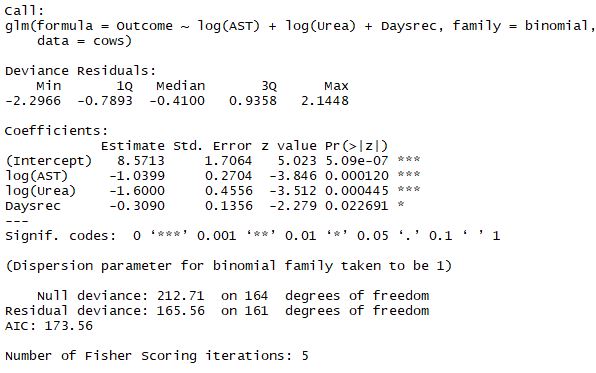 Call:
glm(formula = Outcome ~ log(AST) + log(Urea) + Daysrec, family = binomial,
    data = cows)

Deviance Residuals:
    Min       1Q   Median       3Q      Max
-2.2966  -0.7893  -0.4100   0.9358   2.1448

Coefficients:
            Estimate Std. Error z value Pr(>|z|)
(Intercept)   8.5713     1.7064   5.023 5.09e-07 ***
log(AST)     -1.0399     0.2704  -3.846 0.000120 ***
log(Urea)    -1.6000     0.4556  -3.512 0.000445 ***
Daysrec      -0.3090     0.1356  -2.279 0.022691 *
---
Signif. codes:  0 ‘***’ 0.001 ‘**’ 0.01 ‘*’ 0.05 ‘.’ 0.1 ‘ ’ 1

(Dispersion parameter for binomial family taken to be 1)

    Null deviance: 212.71  on 164  degrees of freedom
Residual deviance: 165.56  on 161  degrees of freedom
AIC: 173.56

Number of Fisher Scoring iterations: 5